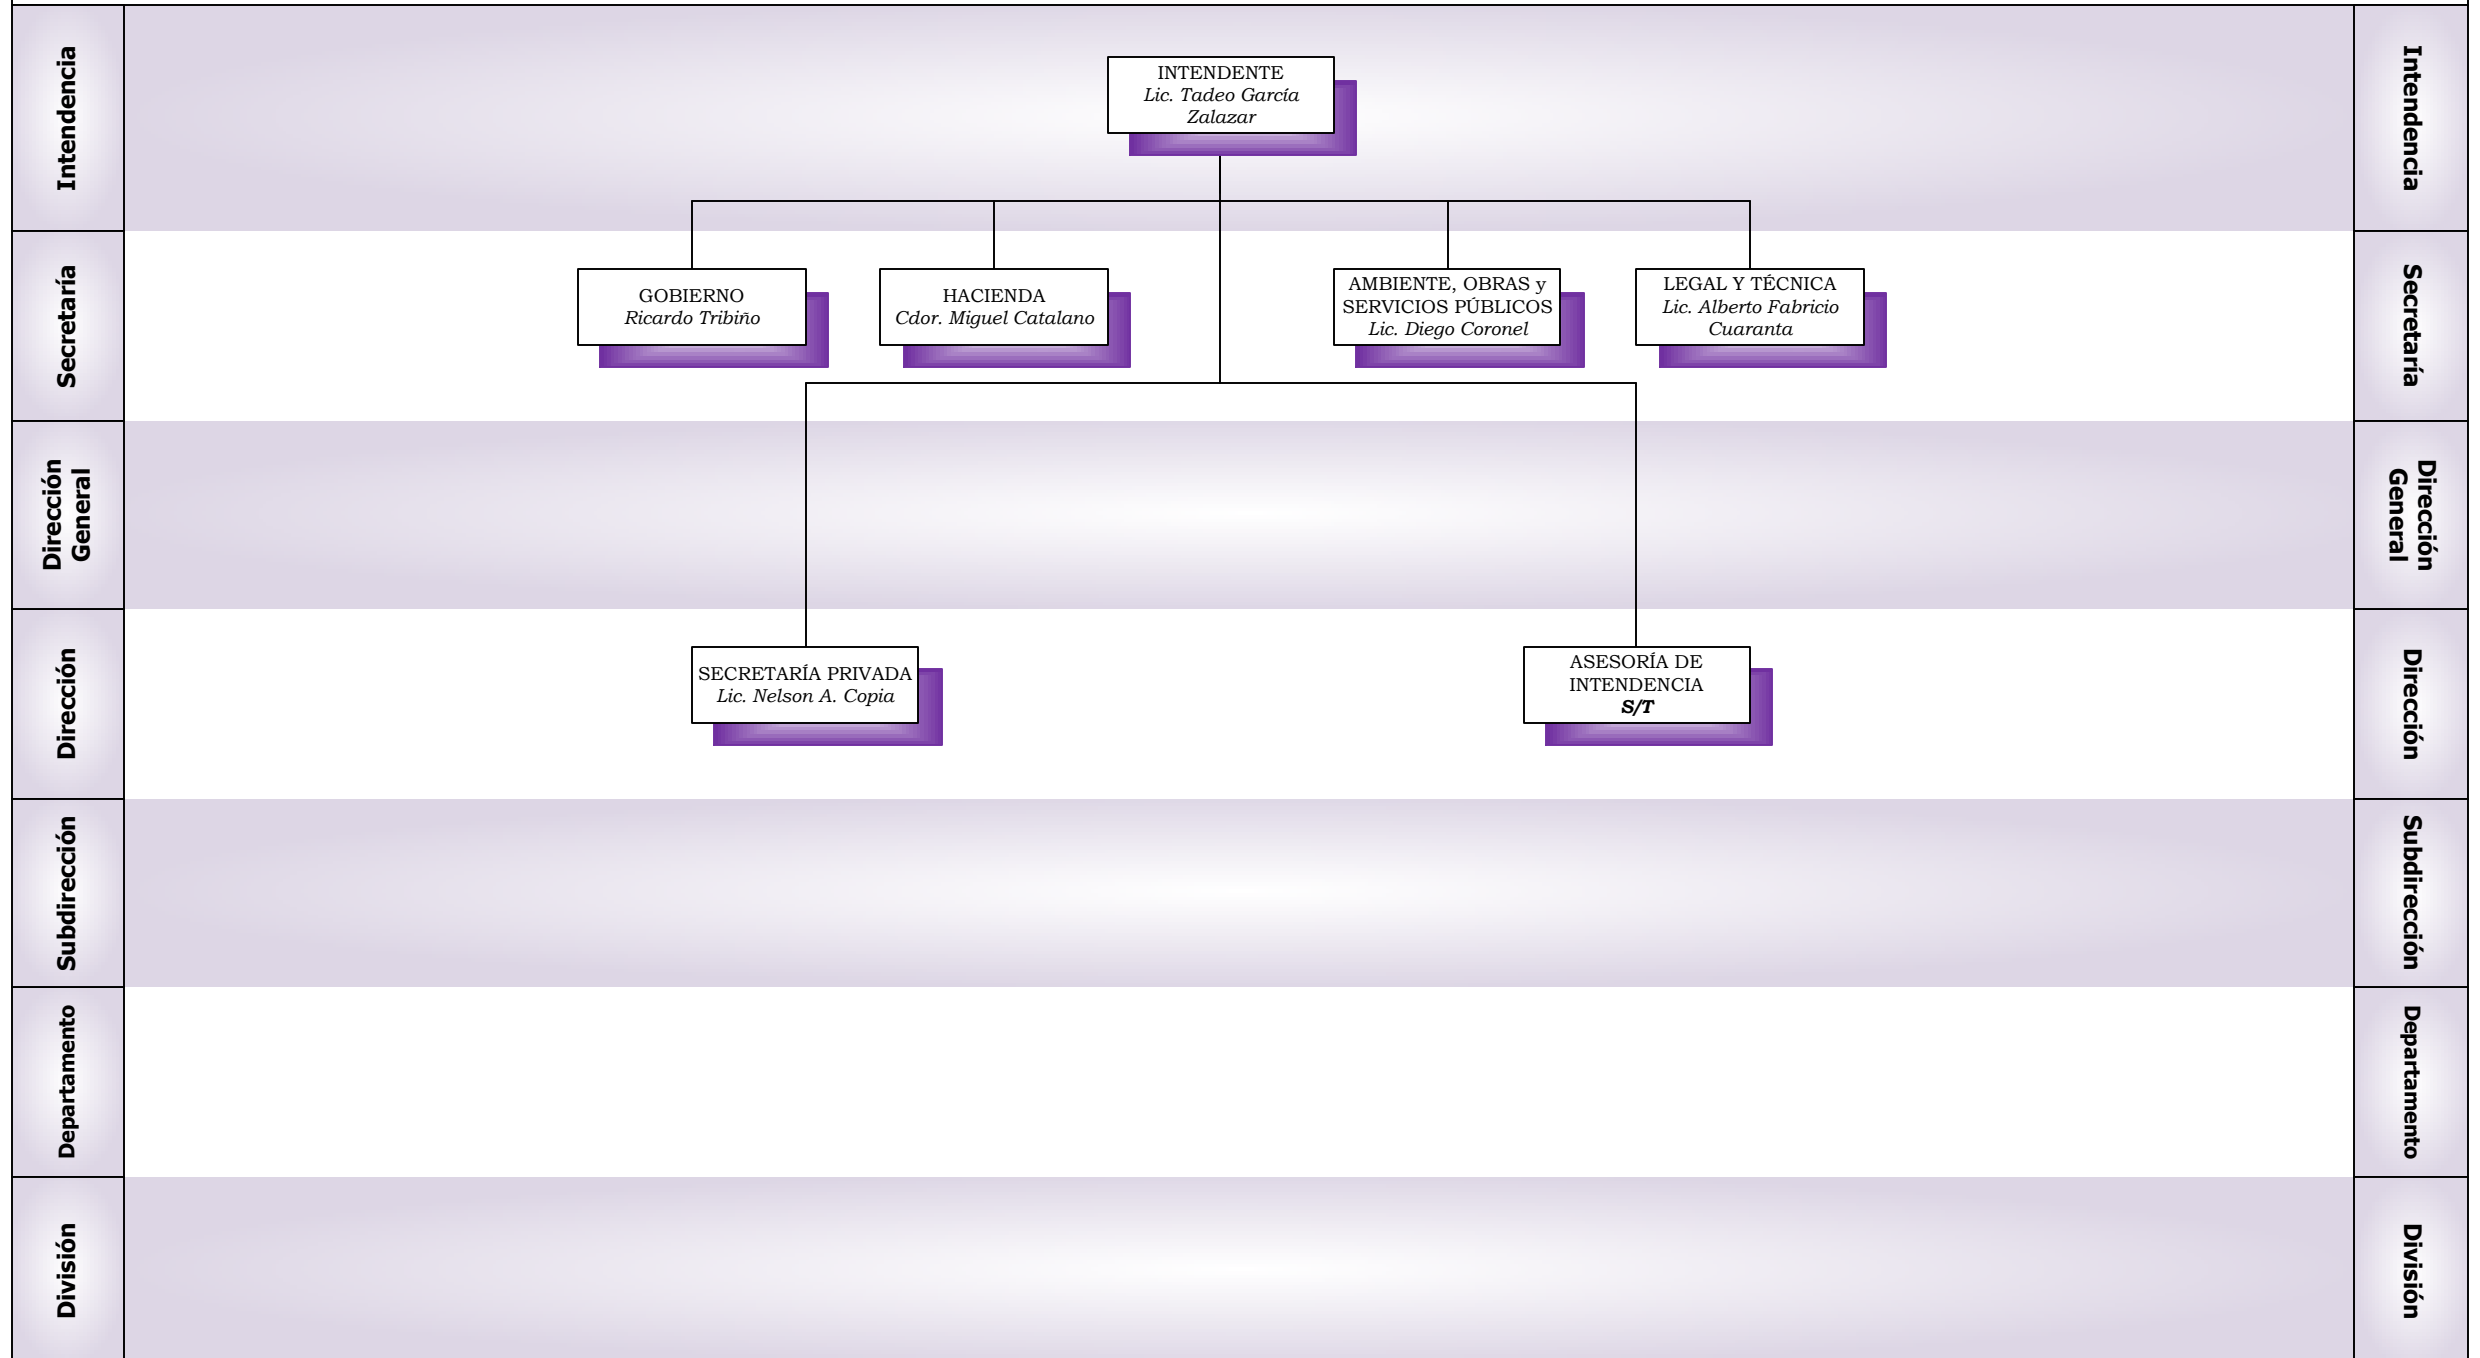 Intendencia
INTENDENTE
Lic. Tadeo García
Zalazar
Intendencia
Secretaría
GOBIERNO
Ricardo Tribiño
HACIENDA
Cdor. Miguel Catalano
AMBIENTE, OBRAS y
SERVICIOS PÚBLICOS
Lic. Diego Coronel
LEGAL Y TÉCNICA
Lic. Alberto Fabricio
Cuaranta
Secretaría
Dirección
General
Dirección
General
Dirección
SECRETARÍA PRIVADA
Lic. Nelson A. Copia
ASESORÍA DE
INTENDENCIA
S/T
Dirección
Subdirección
Subdirección
Departamento
Departamento
División
División